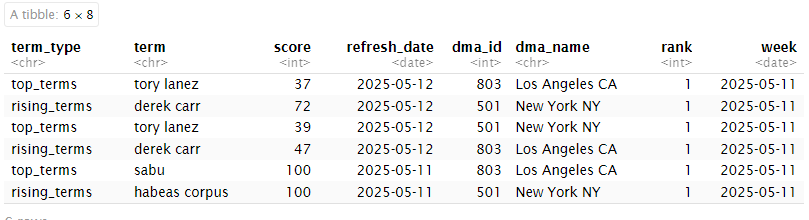 A tibble: 6 × 8
term_type term score refresh_date dma_id dma_name rank week
<chr> <chr> <int> <date> <int> <chr> <int> <date>
top_terms tory lanez 37 2025-05-12 803 Los Angeles CA 1 2025-05-11
rising_terms derek carr 72 2025-05-12 501 New York NY 1 2025-05-11
top_terms tory lanez 39 2025-05-12 501 New York NY 1 2025-05-11
rising_terms derek carr 47 2025-05-12 803 Los Angeles CA 1 2025-05-11
top_terms sabu 100 2025-05-11 803 Los Angeles CA 1 2025-05-11
rising_terms habeas corpus 100 2025-05-11 501 New York NY 1 2025-05-11